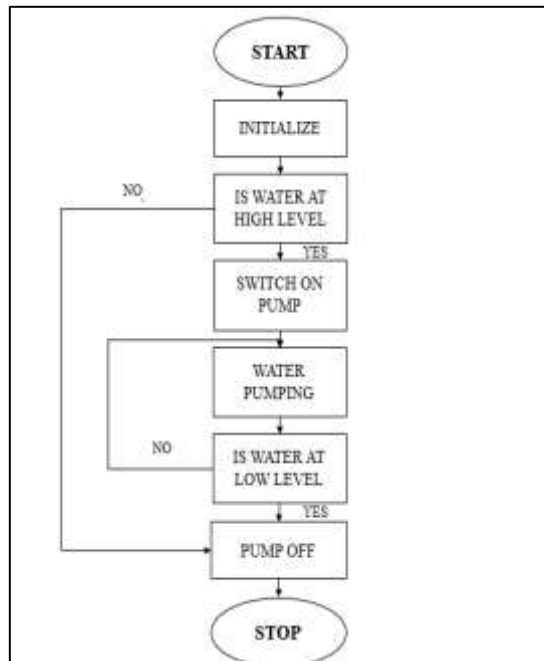 START
INITIALIZE
NO
IS WATER AT
HIGH LEVEL
YES
SWITCH ON
PUMP
WATER
PUMPING
NO
IS WATER AT
LOW LEVEL
YES
PUMP OFF
STOP